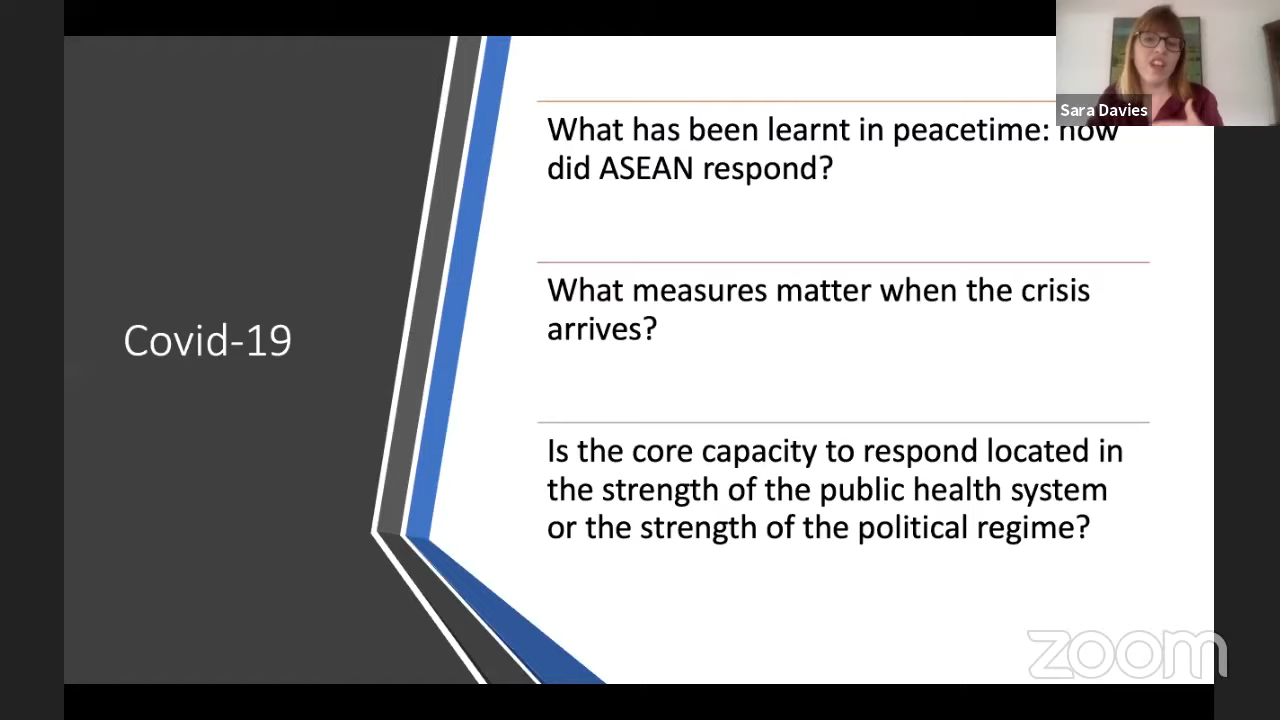 Sara Davies
What has been learnt in peacetime: how
did ASEAN respond?
What measures matter when the crisis
arrives?
Covid-19
Is the core capacity to respond located in
the strength of the public health system
or the strength of the political regime?
zoom